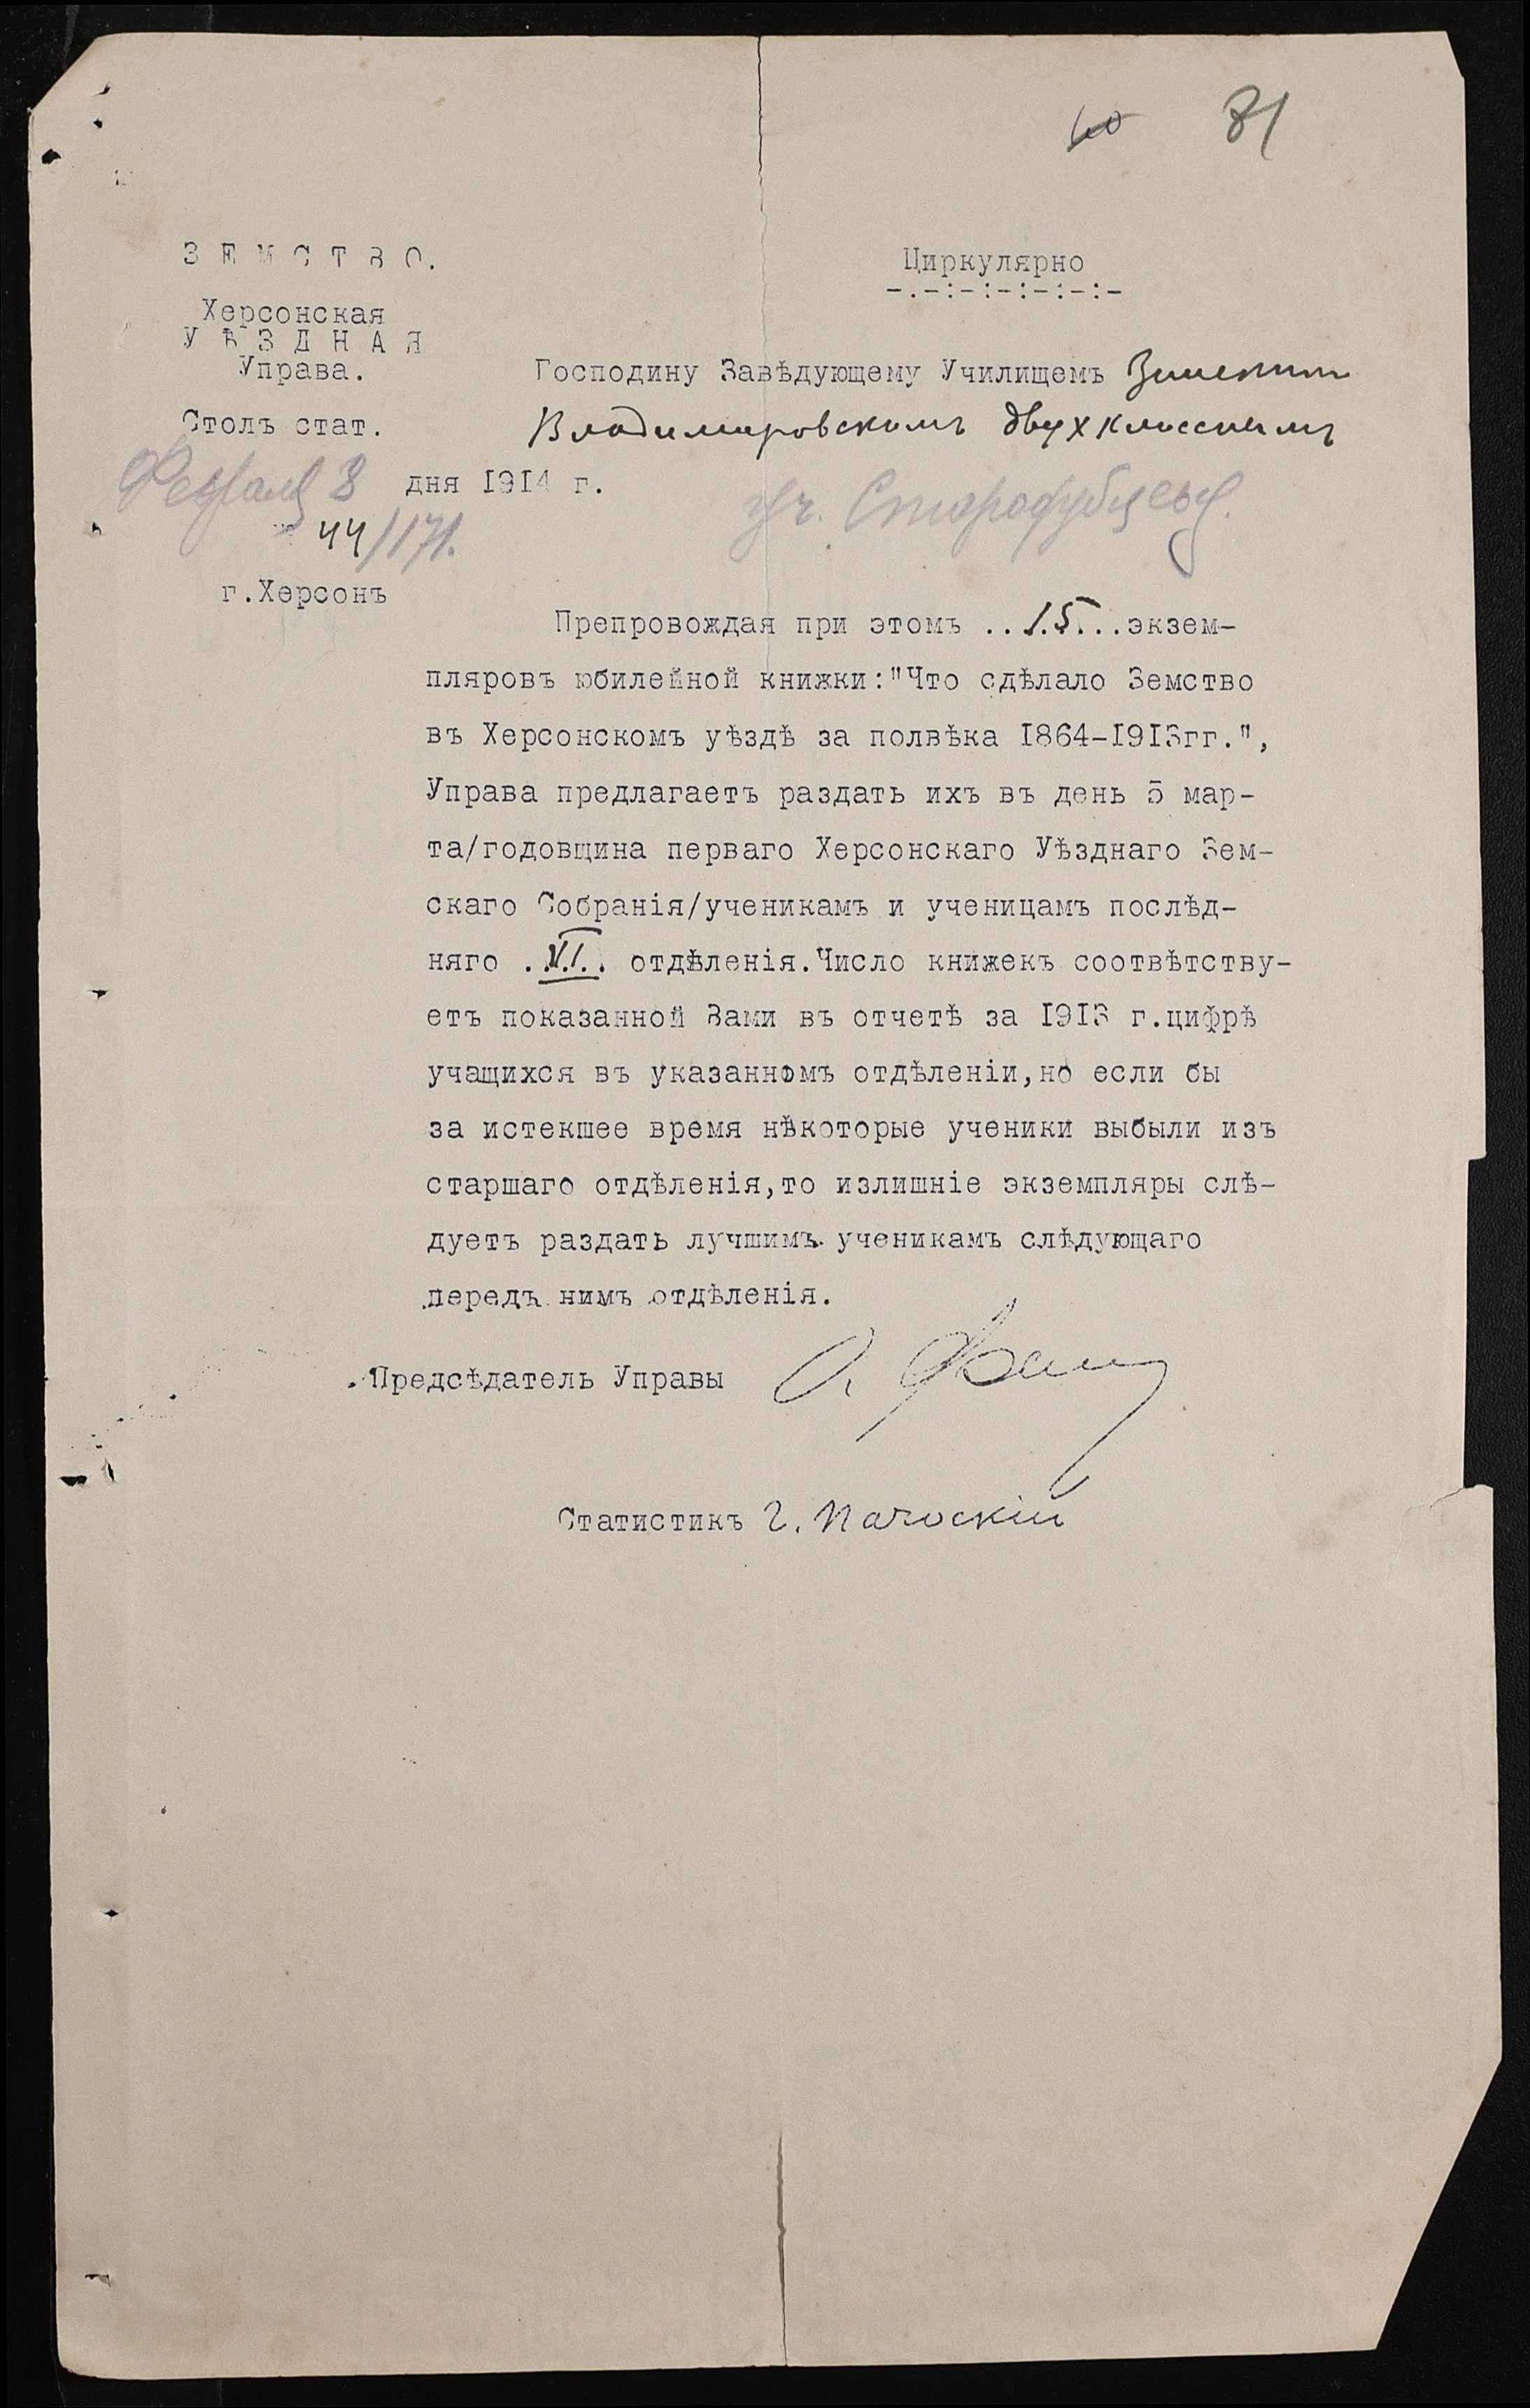 60 81
ЗЕМСТВО.
Циркулярно
-.-:-:-:-:-:-
Херсонская
УѢЗДНАЯ
Управа.
Господину Завѣдующему Училищемъ Земскимъ
Столъ стат.
Владимировскимъ двухкласснымъ
Февраля 3 дня 1914 г.
Уч. Стародубцевой.
44/171.
г.Херсонъ
Препровождая при этомъ ..15...экзем-
пляровъ юбилейной книжки:"Что сдѣлало Земство
въ Херсонскомъ уѣздѣ за полвѣка 1864-1913гг.",
Управа предлагаетъ раздать ихъ въ день 5 мар-
та/годовщина перваго Херсонскаго Уѣзднаго Зем-
скаго Собранія/ученикамъ и ученицамъ послѣд-
няго .VI.. отдѣленія.Число книжекъ соотвѣтству-
етъ показанной Вами въ отчетѣ за 1913 г.цифрѣ
учащихся въ указанномъ отдѣленіи,но если бы
за истекшее время нѣкоторые ученики выбыли изъ
старшаго отдѣленія,то излишніе экземпляры слѣ-
дуетъ раздать лучшимъ ученикамъ слѣдующаго
передъ нимъ отдѣленія.
Предсѣдатель Управы
Статистикъ Г. Пачоскій